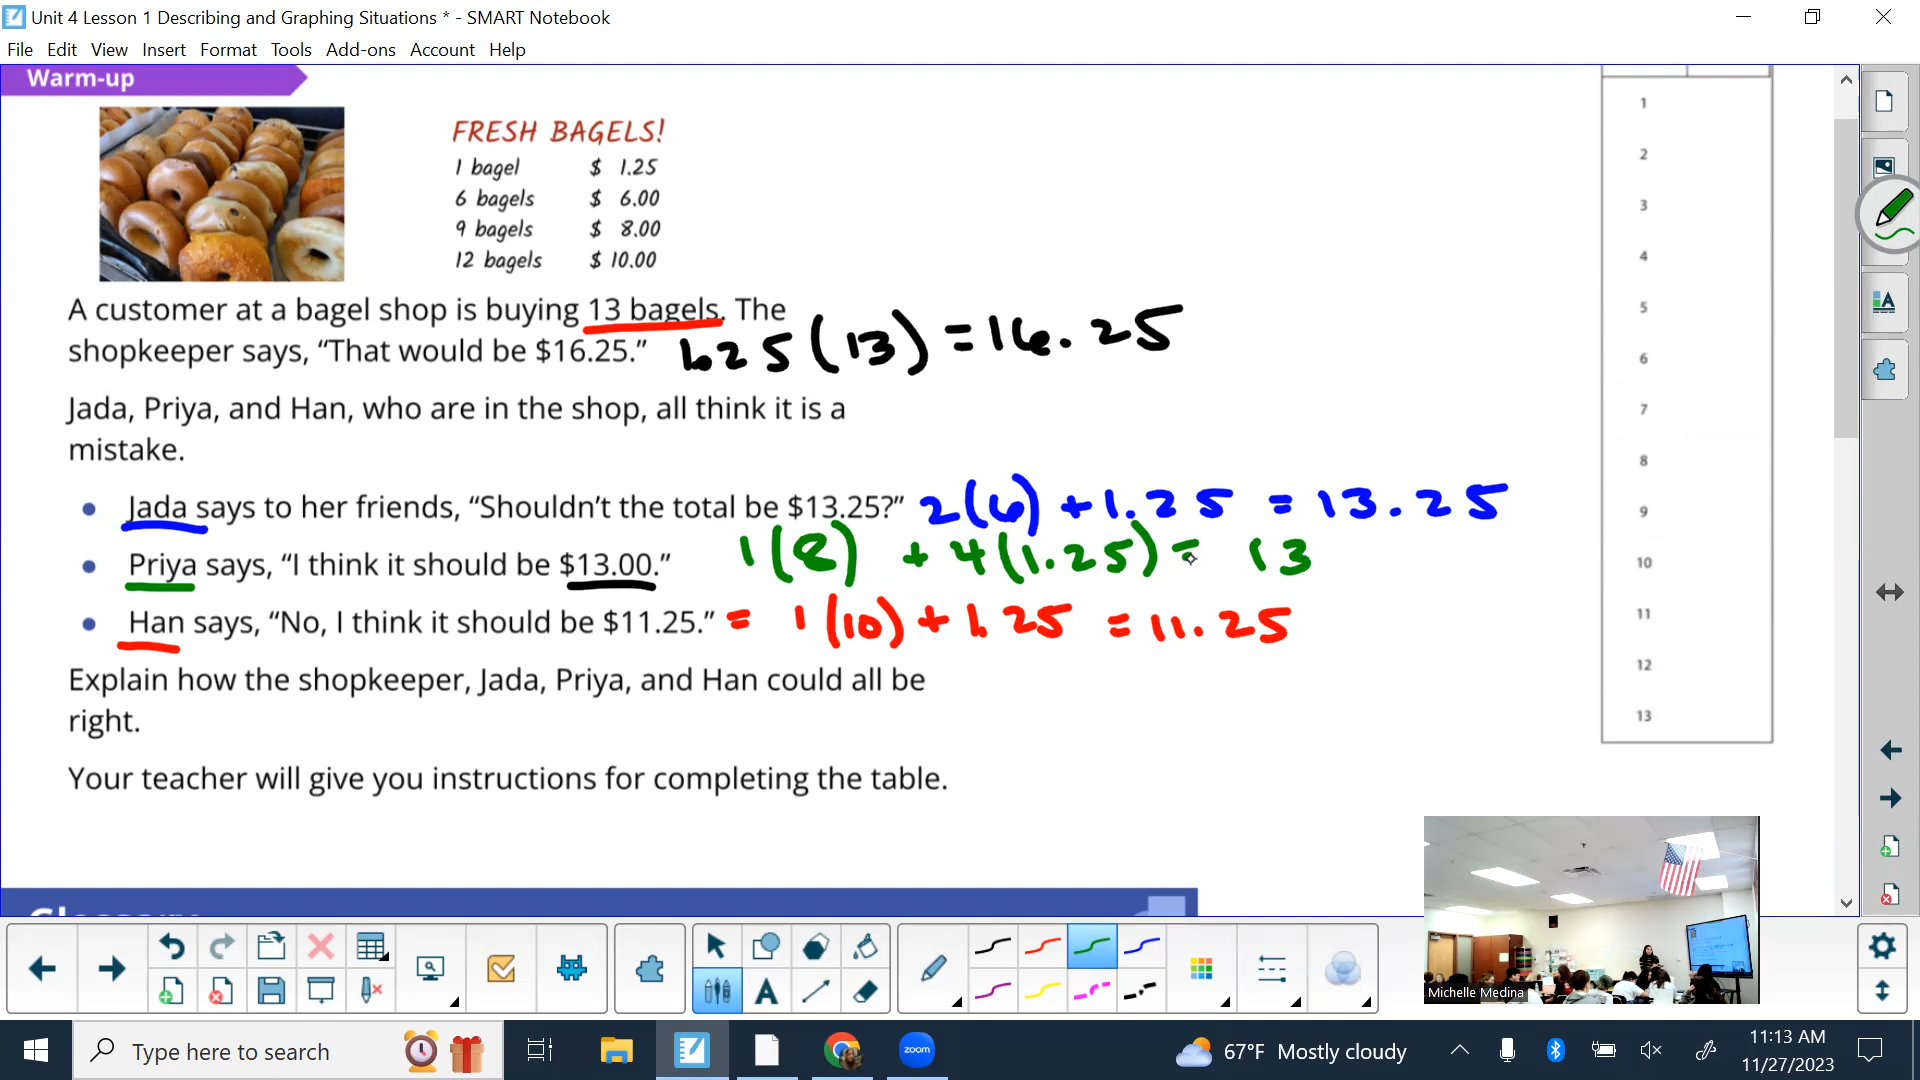 Unit 4 Lesson 1 Describing and Graphing Situations * - SMART Notebook
File Edit View Insert Format Tools Add-ons Account Help
Warm-up
FRESH BAGELS!
1 bagel $ 1.25
6 bagels $ 6.00
9 bagels $ 8.00
12 bagels $ 10.00
A customer at a bagel shop is buying 13 bagels. The
shopkeeper says, “That would be $16.25.” 1.25(13) = 16.25
Jada, Priya, and Han, who are in the shop, all think it is a
mistake.
• Jada says to her friends, “Shouldn’t the total be $13.25?” 2(6) + 1.25 = 13.25
• Priya says, “I think it should be $13.00.” 1(8) + 4(1.25) = 13
• Han says, “No, I think it should be $11.25.” = 1(10) + 1.25 = 11.25
Explain how the shopkeeper, Jada, Priya, and Han could all be
right.
Your teacher will give you instructions for completing the table.
1
2
3
4
5
6
7
8
9
10
11
12
13
Glossary
Michelle Medina
Type here to search
zoom
67°F Mostly cloudy
11:13 AM
11/27/2023